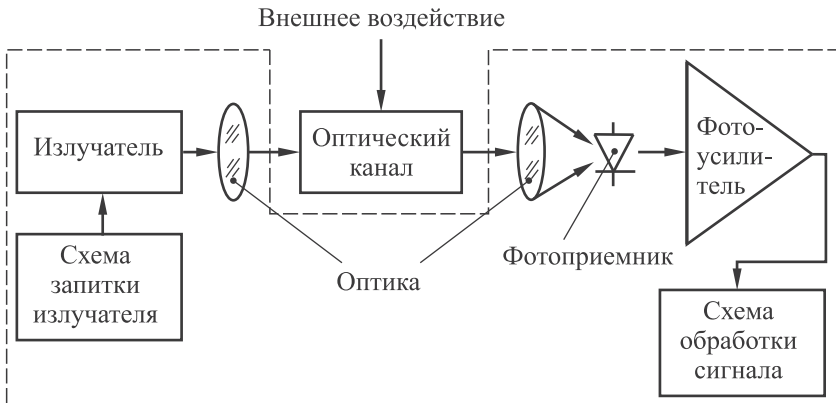 Внешнее воздействие
Излучатель
Оптический
канал
Фото-
усили-
тель
Схема
запитки
излучателя
Оптика
Фотоприемник
Схема
обработки
сигнала